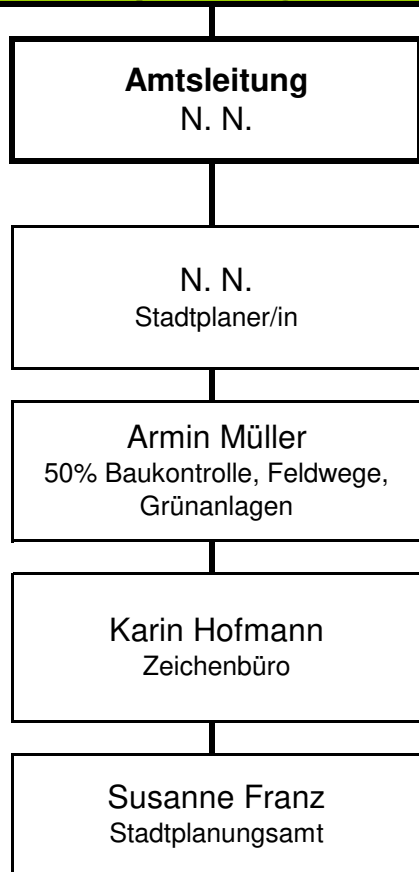 Amtsleitung
N. N.
N. N.
Stadtplaner/in
Armin Müller
50% Baukontrolle, Feldwege,
Grünanlagen
Karin Hofmann
Zeichenbüro
Susanne Franz
Stadtplanungsamt